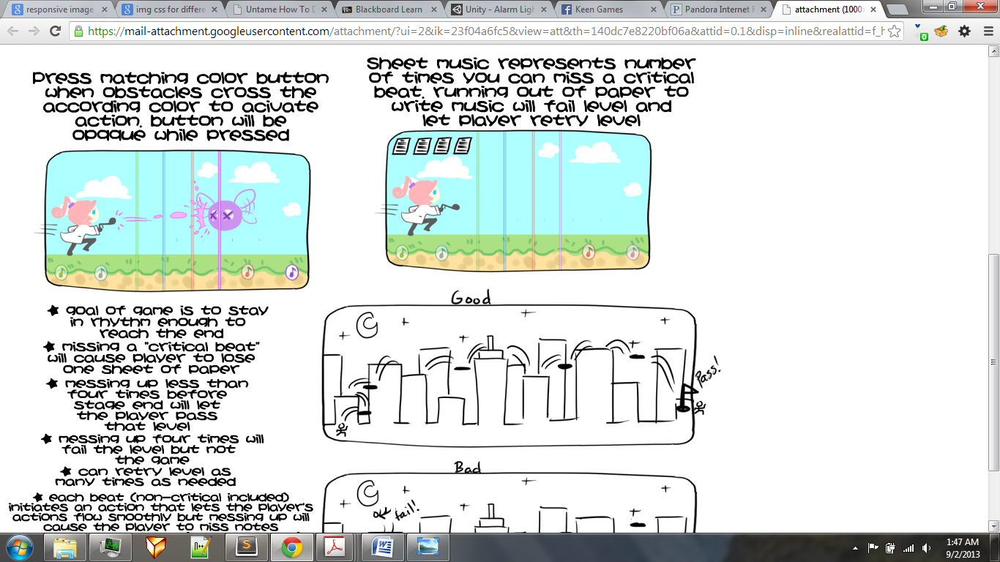 responsive image
img css for differe
Untame How To D
Blackboard Learn
Unity - Alarm Ligh
Keen Games
Pandora Internet R
attachment (1000×
https://mail-attachment.googleusercontent.com/attachment/?ui=2&ik=23f04a6fc5&view=att&th=140dc7e8220bf06a&attid=0.1&disp=inline&realattid=f_h
0
Press matching color button
when obstacles cross the
according color to acivate
action. button will be
opaque while pressed
Sheet music represents number
of times you can miss a critical
beat. running out of paper to
write music will fail level and
let player retry level
★ goal of game is to stay
in rhythm enough to
reach the end
★ missing a "critical beat"
will cause player to lose
one sheet of paper
★ messing up less than
four times before
stage end will let
the player pass
that level
★ messing up four times will
fail the level but not
the game
★ can retry level as
many times as needed
★ each beat (non-critical included)
initiates an action that lets the player's
actions flow smoothly but messing up will
cause the player to miss notes
Good
Pass!
Bad
fail!
1:47 AM
9/2/2013